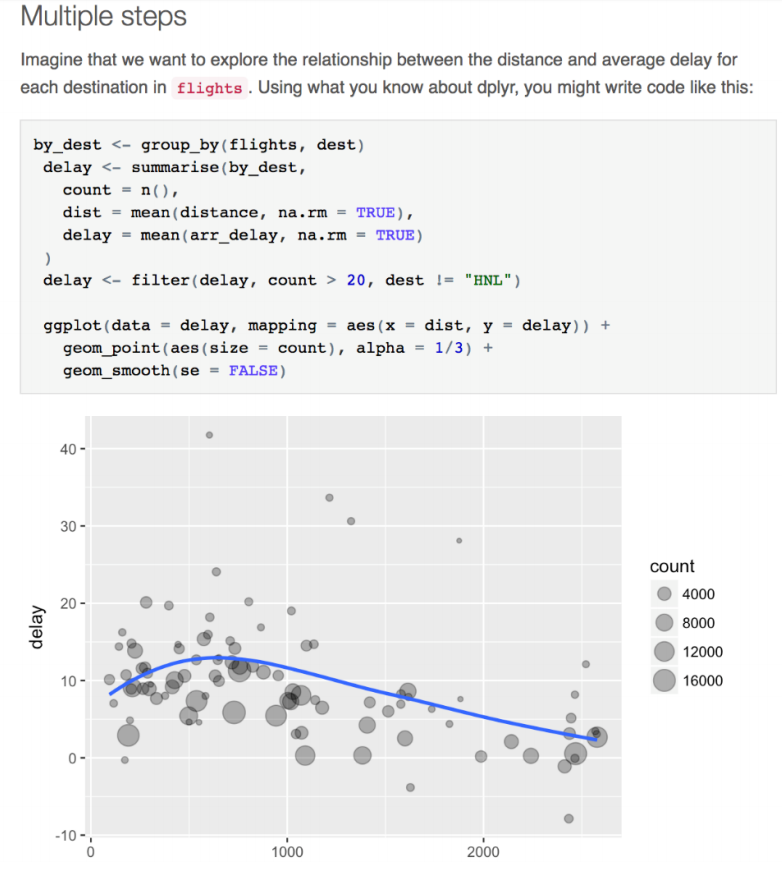 Multiple steps
Imagine that we want to explore the relationship between the distance and average delay for
each destination in flights . Using what you know about dplyr, you might write code like this:
by_dest <- group_by(flights, dest)
 delay <- summarise(by_dest,
   count = n(),
   dist = mean(distance, na.rm = TRUE),
   delay = mean(arr_delay, na.rm = TRUE)
 )
 delay <- filter(delay, count > 20, dest != "HNL")
 ggplot(data = delay, mapping = aes(x = dist, y = delay)) +
   geom_point(aes(size = count), alpha = 1/3) +
   geom_smooth(se = FALSE)
40
30
20
10
0
-10
delay
0 1000 2000
count
4000
8000
12000
16000